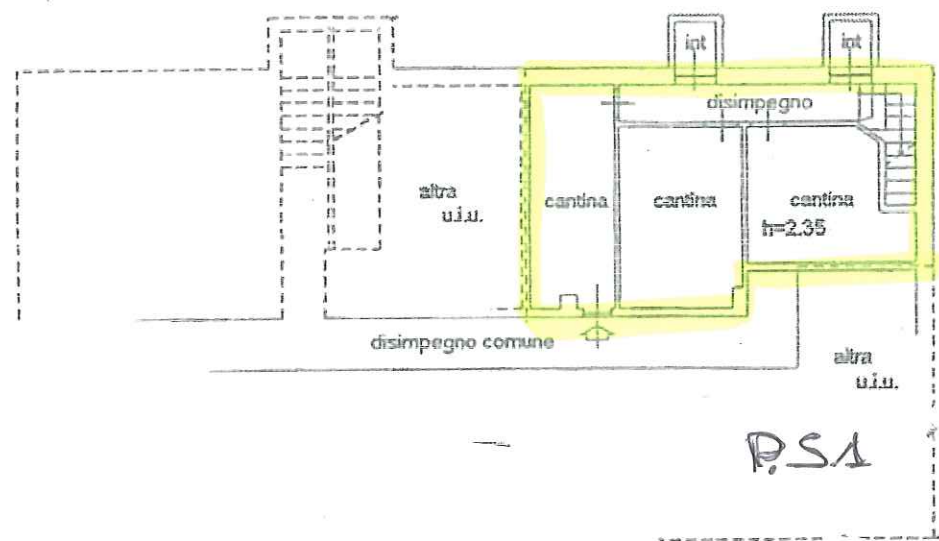 int
int
disimpegno
altra
u.i.u.
cantina
cantina
cantina
h=2.35
disimpegno comune
altra
u.i.u.
P.S1